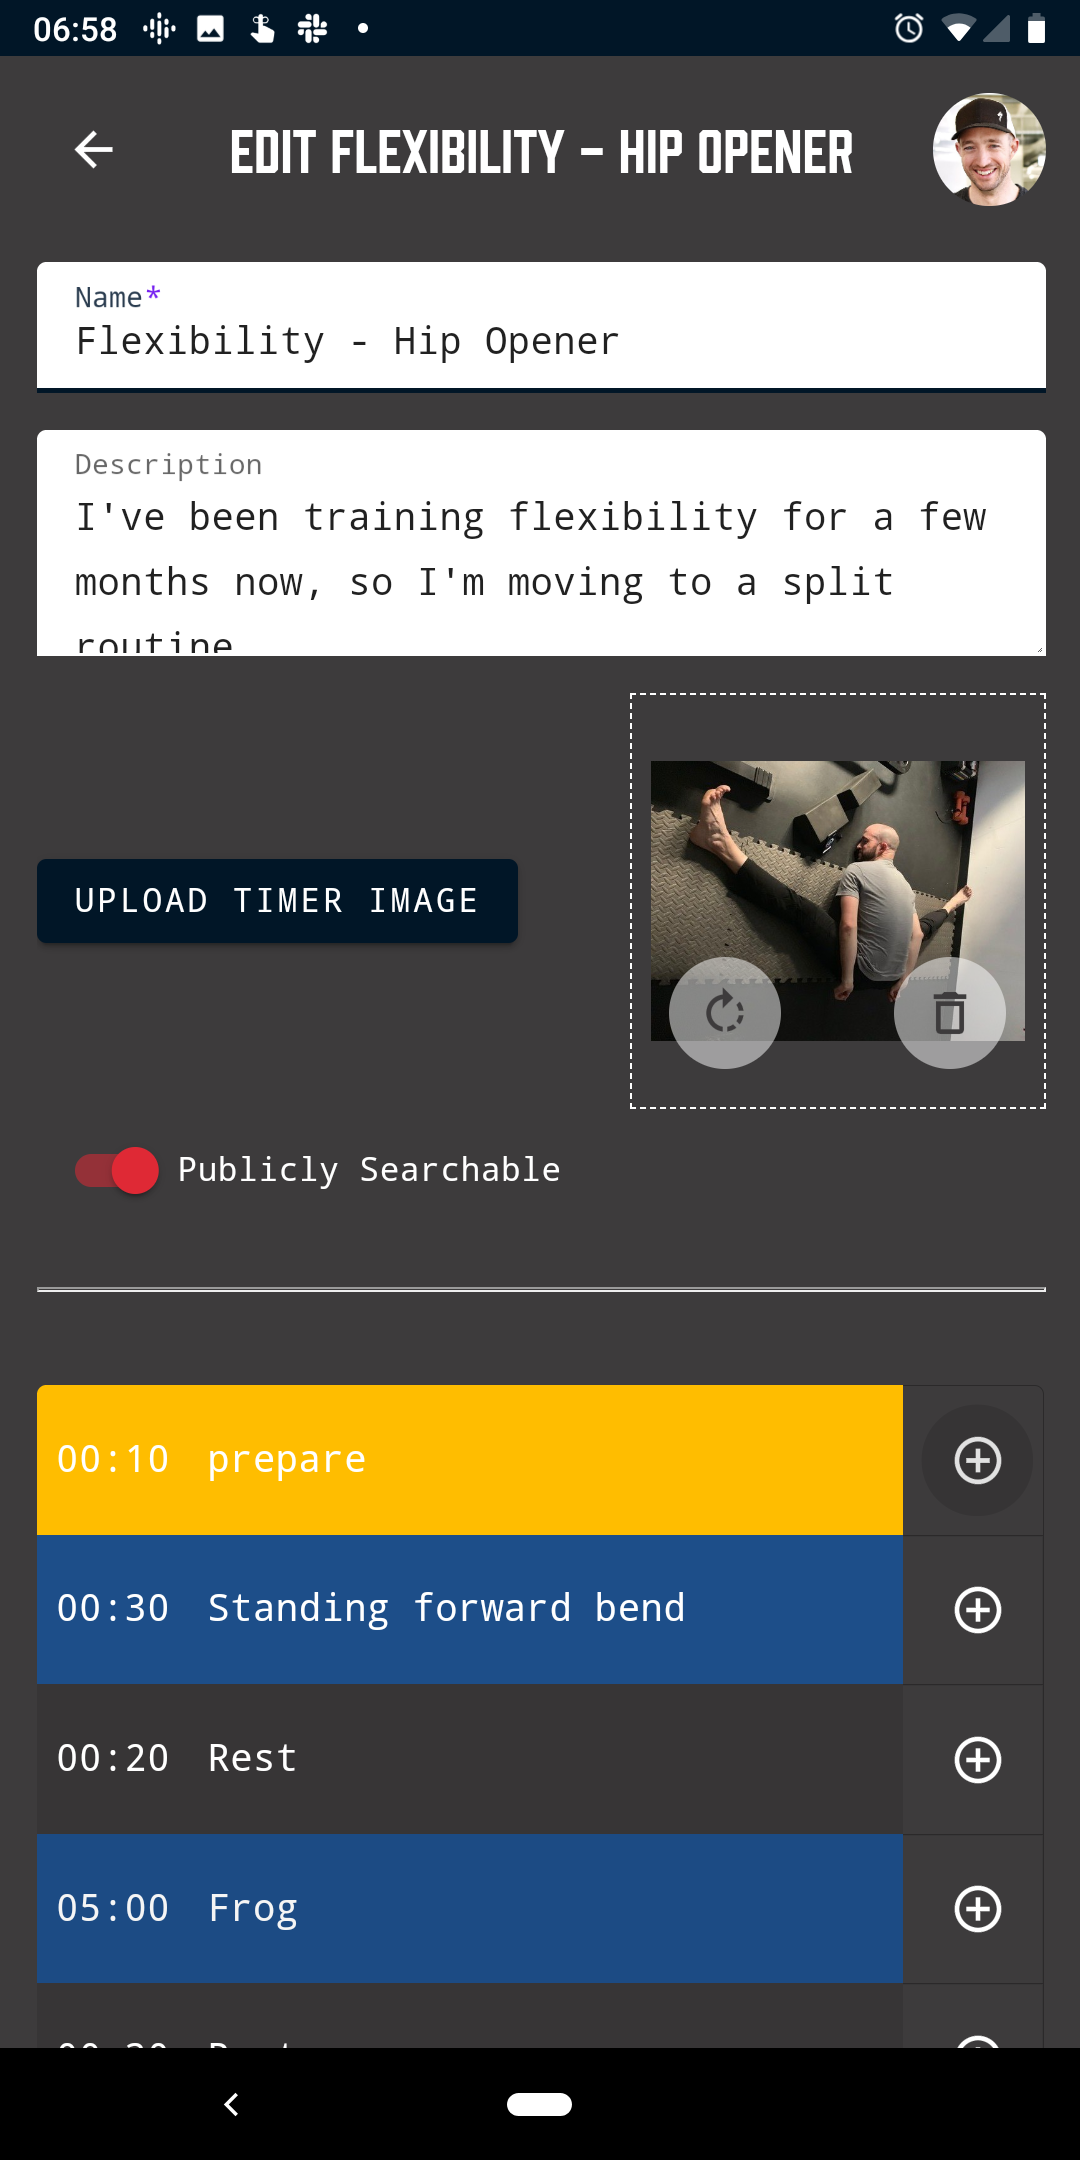 06:58
EDIT FLEXIBILITY - HIP OPENER
Name*
Flexibility - Hip Opener
Description
I've been training flexibility for a few
months now, so I'm moving to a split
routine
UPLOAD TIMER IMAGE
Publicly Searchable
00:10 prepare
00:30 Standing forward bend
00:20 Rest
05:00 Frog